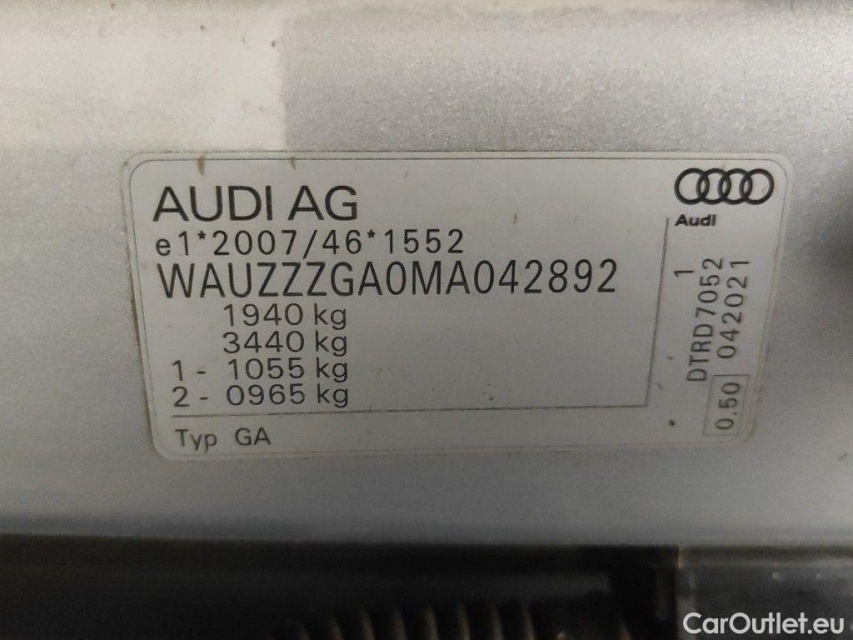 AUDI AG
e1*2007/46*1552
WAUZZZGA0MA042892
1940 kg
3440 kg
1 - 1055 kg
2 - 0965 kg
Typ GA
Audi
1
DTRD7052
042021
0,50
CarOutlet.eu